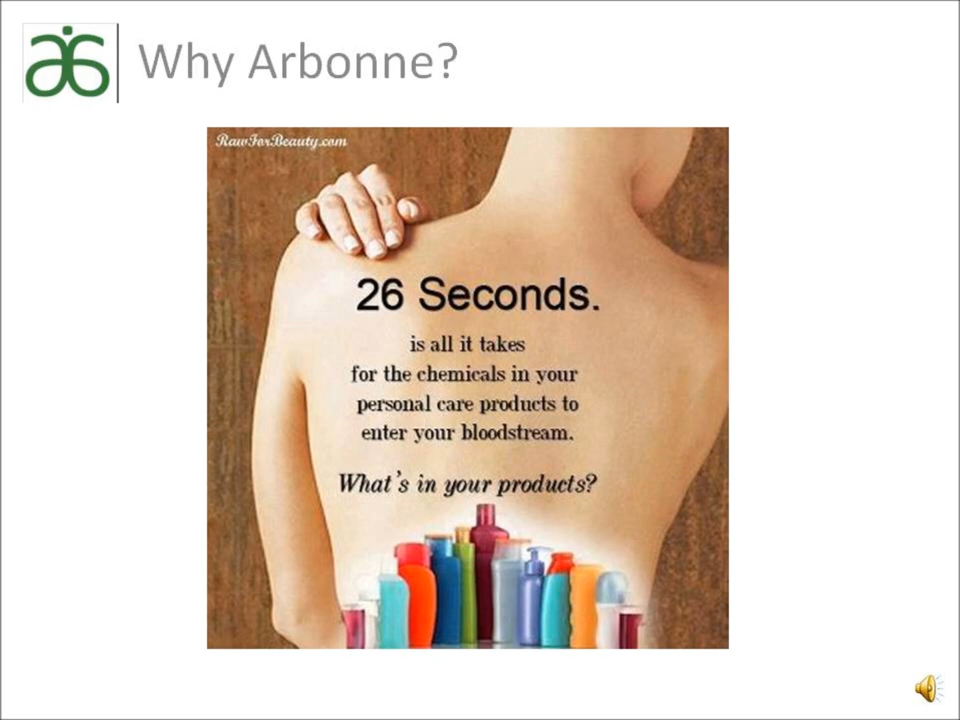 Why Arbonne?
RawForBeauty.com
26 Seconds.
is all it takes
for the chemicals in your
personal care products to
enter your bloodstream.
What's in your products?